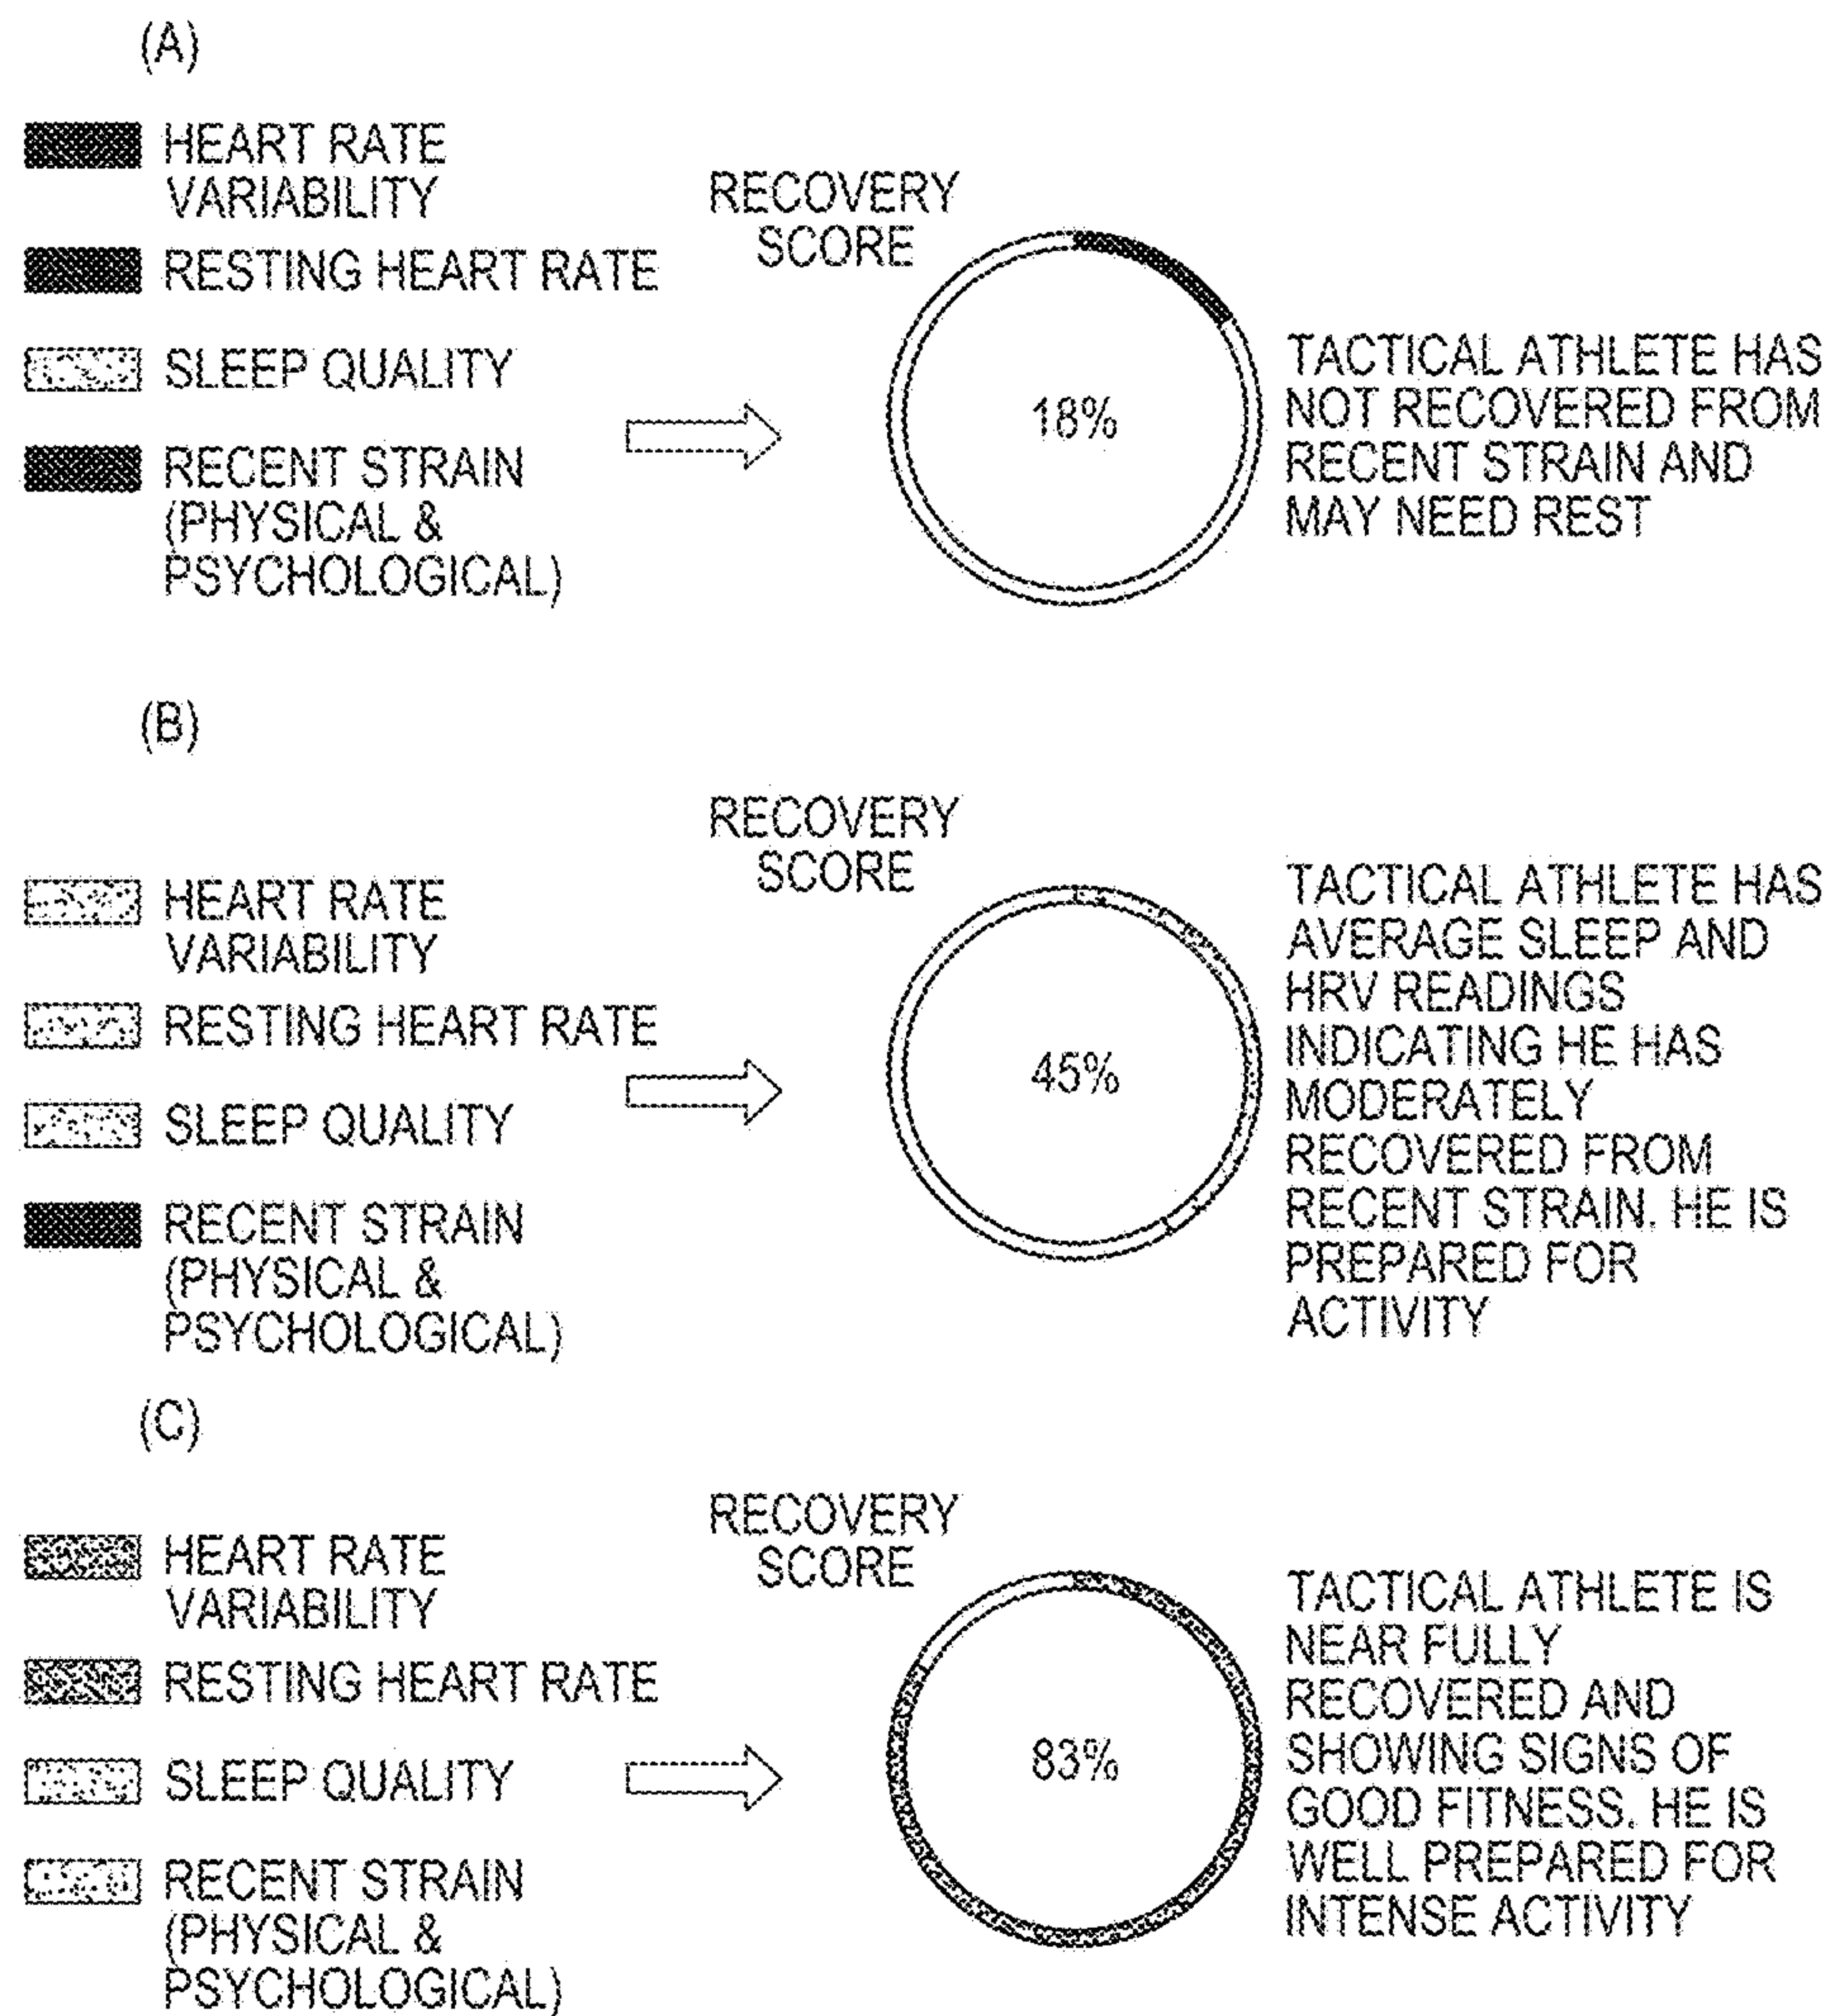 (A)
HEART RATE
VARIABILITY
RESTING HEART RATE
SLEEP QUALITY
RECENT STRAIN
(PHYSICAL &
PSYCHOLOGICAL)
RECOVERY
SCORE
18%
TACTICAL ATHLETE HAS
NOT RECOVERED FROM
RECENT STRAIN AND
MAY NEED REST
(B)
HEART RATE
VARIABILITY
RESTING HEART RATE
SLEEP QUALITY
RECENT STRAIN
(PHYSICAL &
PSYCHOLOGICAL)
RECOVERY
SCORE
45%
TACTICAL ATHLETE HAS
AVERAGE SLEEP AND
HRV READINGS
INDICATING HE HAS
MODERATELY
RECOVERED FROM
RECENT STRAIN. HE IS
PREPARED FOR
ACTIVITY
(C)
HEART RATE
VARIABILITY
RESTING HEART RATE
SLEEP QUALITY
RECENT STRAIN
(PHYSICAL &
PSYCHOLOGICAL)
RECOVERY
SCORE
83%
TACTICAL ATHLETE IS
NEAR FULLY
RECOVERED AND
SHOWING SIGNS OF
GOOD FITNESS. HE IS
WELL PREPARED FOR
INTENSE ACTIVITY